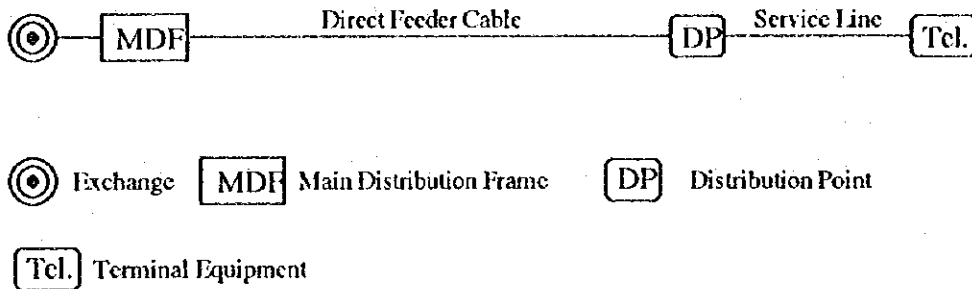 Direct Feeder Cable Service Line
MDF DP Tel.
Exchange MDF Main Distribution Frame DP Distribution Point
Tel. Terminal Equipment